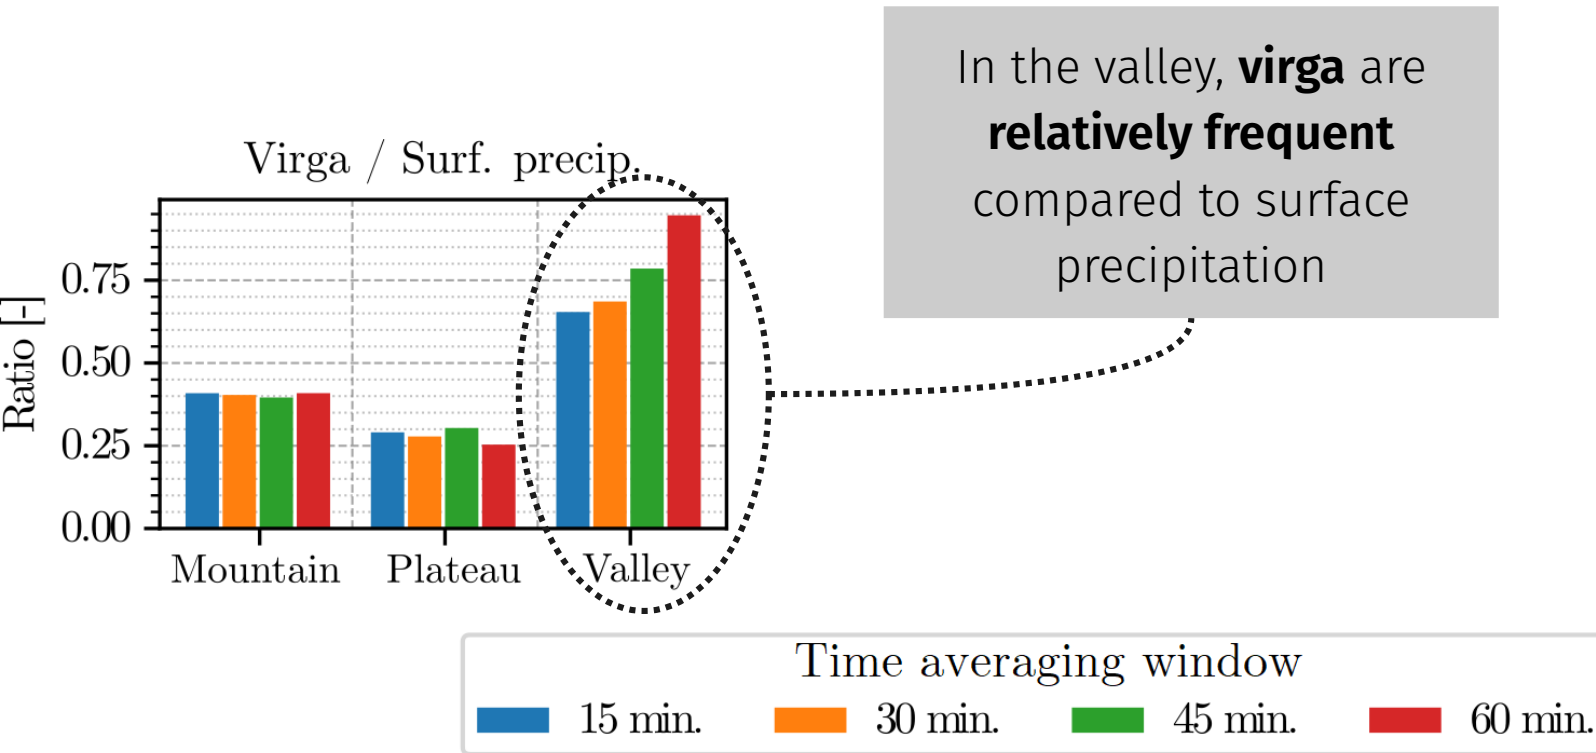 In the valley, virga are
relatively frequent
compared to surface
precipitation
Virga / Surf. precip.
Ratio [-]
0.75
0.50
0.25
0.00
Mountain Plateau Valley
Time averaging window
15 min. 30 min. 45 min. 60 min.